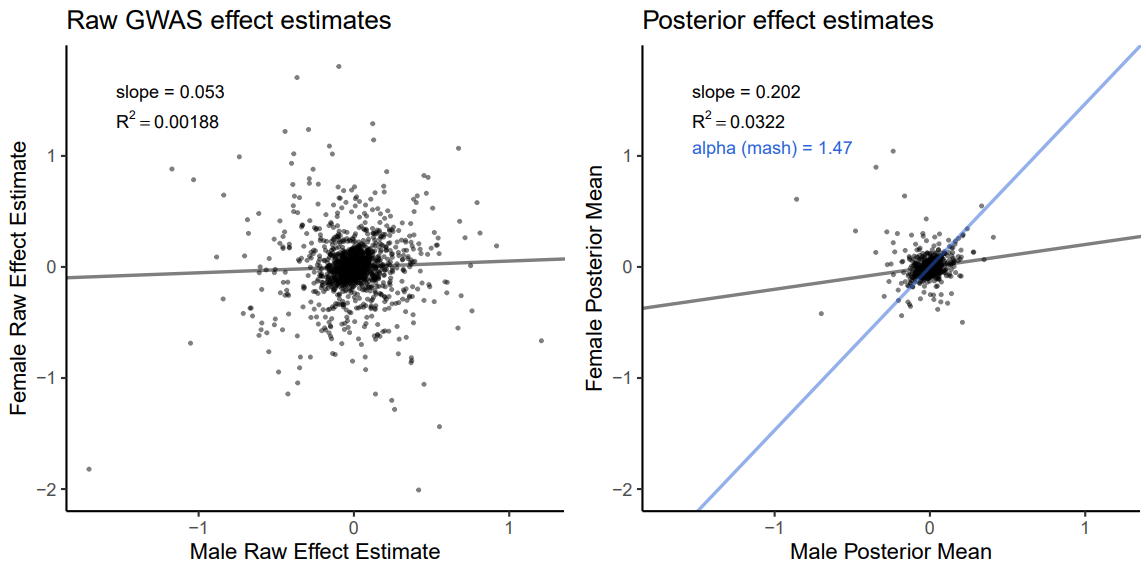 Raw GWAS effect estimates
slope = 0.053
R² = 0.00188
1
0
−1
−2
Female Raw Effect Estimate
−1
0
1
Male Raw Effect Estimate
Posterior effect estimates
slope = 0.202
R² = 0.0322
alpha (mash) = 1.47
1
0
−1
−2
Female Posterior Mean
−1
0
1
Male Posterior Mean